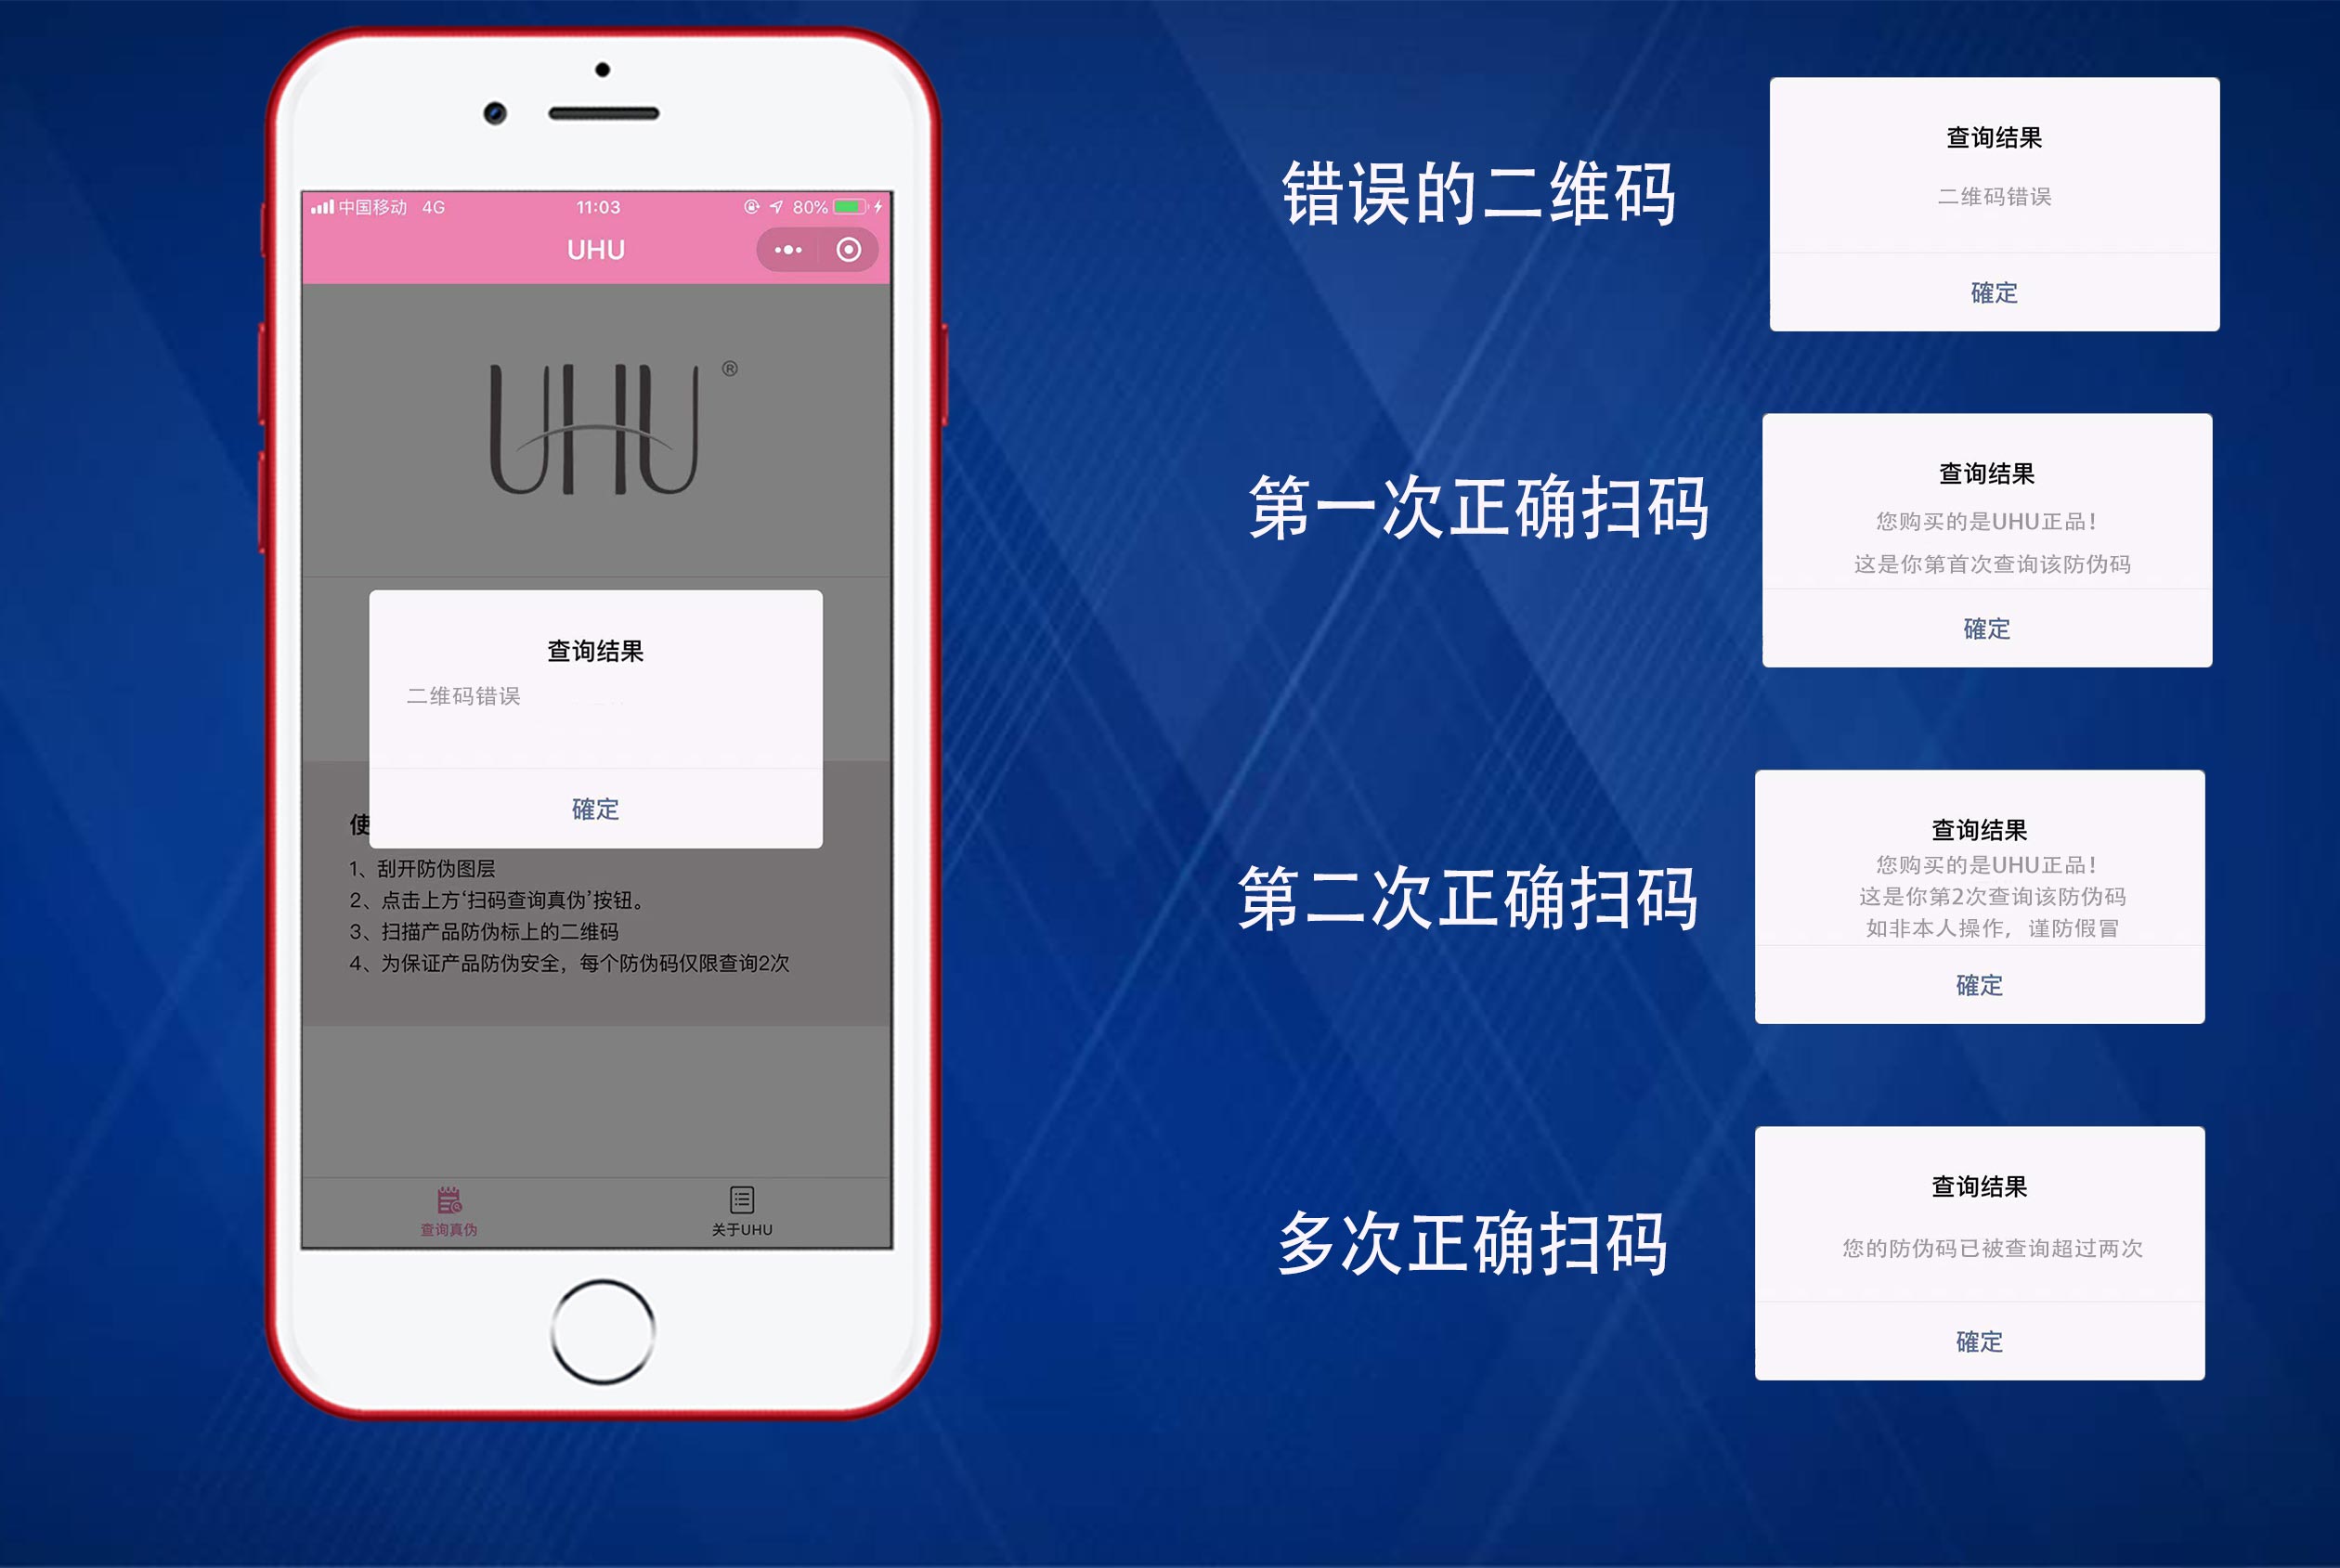 中国移动 4G 11:03 80%
UHU
UHU ®
查询结果
二维码错误
確定
使
1、刮开防伪图层
2、点击上方‘扫码查询真伪’按钮。
3、扫描产品防伪标上的二维码
4、为保证产品防伪安全，每个防伪码仅限查询2次
查询真伪
关于UHU
错误的二维码
查询结果
二维码错误
確定
第一次正确扫码
查询结果
您购买的是UHU正品！
这是你第首次查询该防伪码
確定
第二次正确扫码
查询结果
您购买的是UHU正品！
这是你第2次查询该防伪码
如非本人操作，谨防假冒
確定
多次正确扫码
查询结果
您的防伪码已被查询超过两次
確定